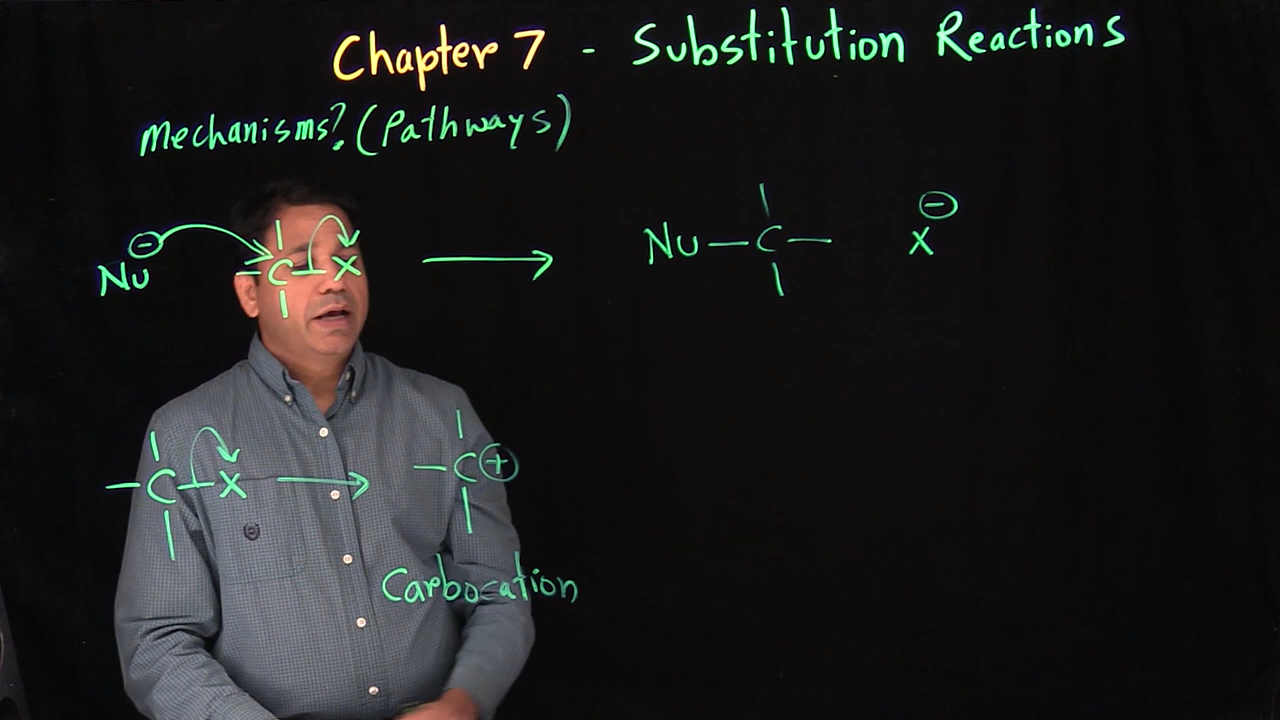 Chapter 7 - Substitution Reactions
Mechanisms? (Pathways)
Nu⊖ -C-X → Nu-C- X⊖
-C-X → -C⊕
Carbocation